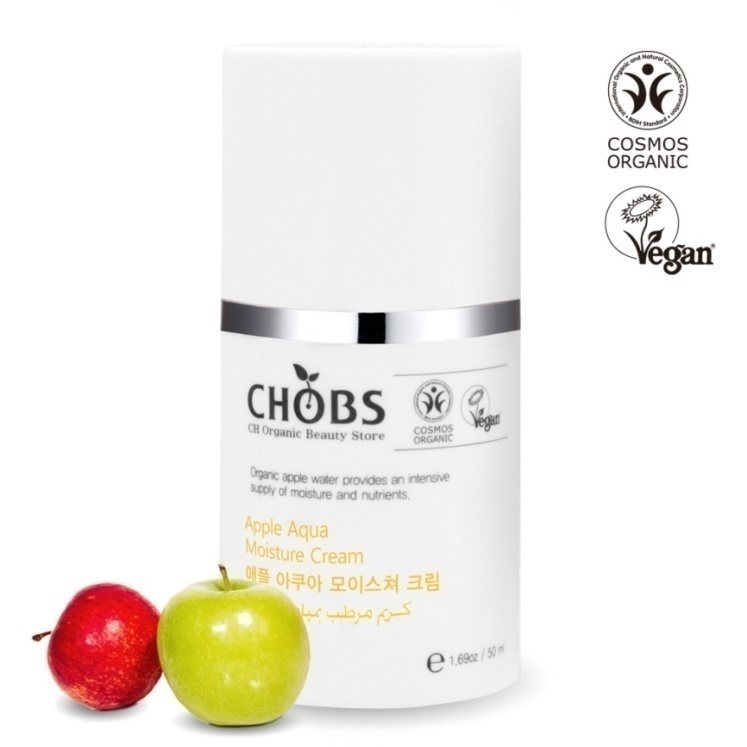 International Organic and Natural Cosmetics Corporation
BDIH Standard
COSMOS
ORGANIC
Vegan
CHOBS
CH Organic Beauty Store
COSMOS
ORGANIC
Vegan
Organic apple water provides an intensive
supply of moisture and nutrients.
Apple Aqua
Moisture Cream
애플 아쿠아 모이스쳐 크림
كريم مرطب
e 1.69oz / 50 ml